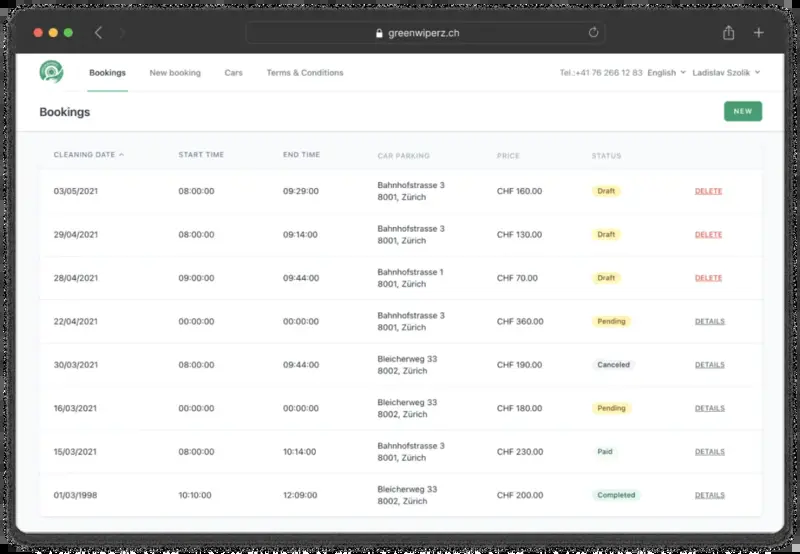 greenwiperz.ch
Bookings New booking Cars Terms & Conditions Tel.:+41 76 266 12 83 English Ladislav Szolik
Bookings NEW
CLEANING DATE START TIME END TIME CAR PARKING PRICE STATUS
03/05/2021 08:00:00 09:29:00 Bahnhofstrasse 3 CHF 160.00 Draft DELETE
8001, Zürich
29/04/2021 08:00:00 09:14:00 Bahnhofstrasse 3 CHF 130.00 Draft DELETE
8001, Zürich
28/04/2021 09:00:00 09:44:00 Bahnhofstrasse 1 CHF 70.00 Draft DELETE
8001, Zürich
22/04/2021 00:00:00 00:00:00 Bahnhofstrasse 3 CHF 360.00 Pending DETAILS
8001, Zürich
30/03/2021 08:00:00 09:44:00 Bleicherweg 33 CHF 190.00 Canceled DETAILS
8002, Zürich
16/03/2021 00:00:00 00:00:00 Bleicherweg 33 CHF 180.00 Pending DETAILS
8002, Zürich
15/03/2021 08:00:00 10:14:00 Bahnhofstrasse 3 CHF 230.00 Paid DETAILS
8001, Zürich
01/03/1998 10:10:00 12:09:00 Bleicherweg 33 CHF 200.00 Completed DETAILS
8002, Zürich